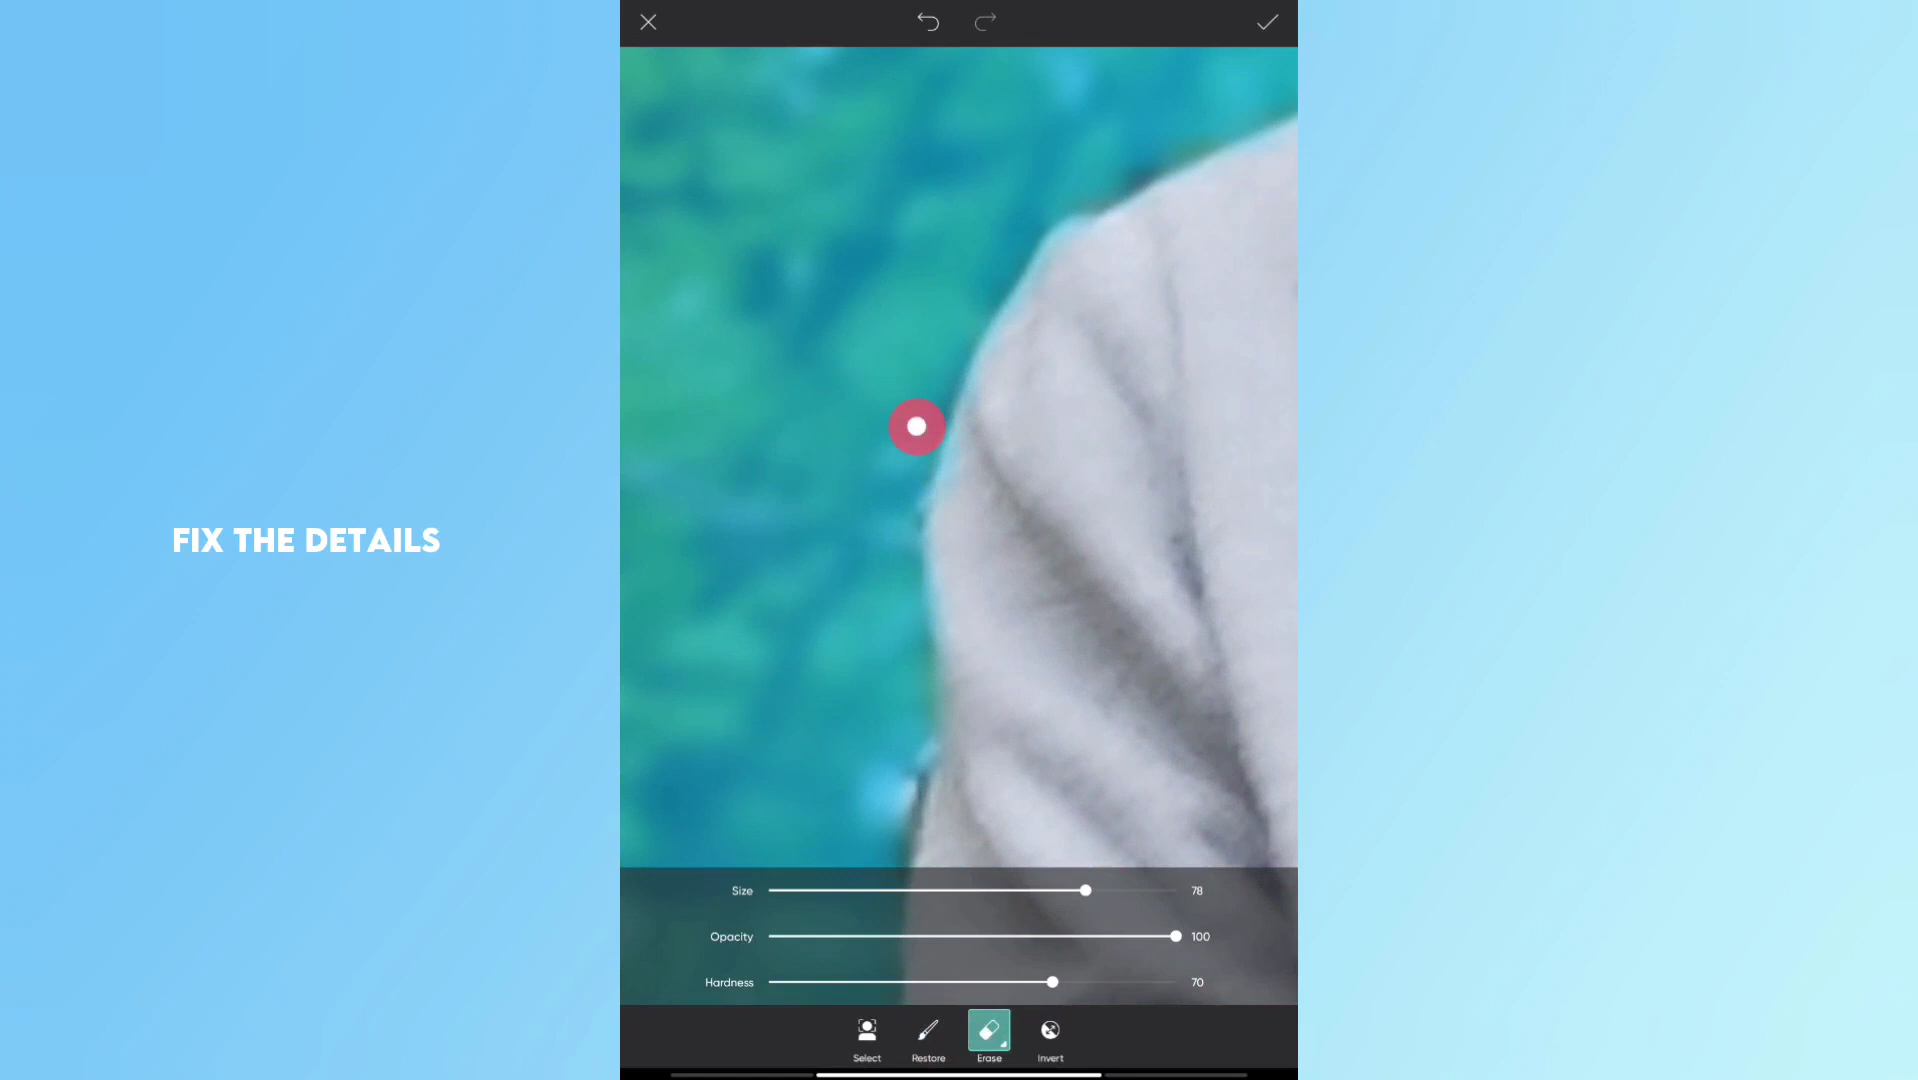 FIX THE DETAILS
Size 78
Opacity 100
Hardness 70
Select Restore Erase Invert